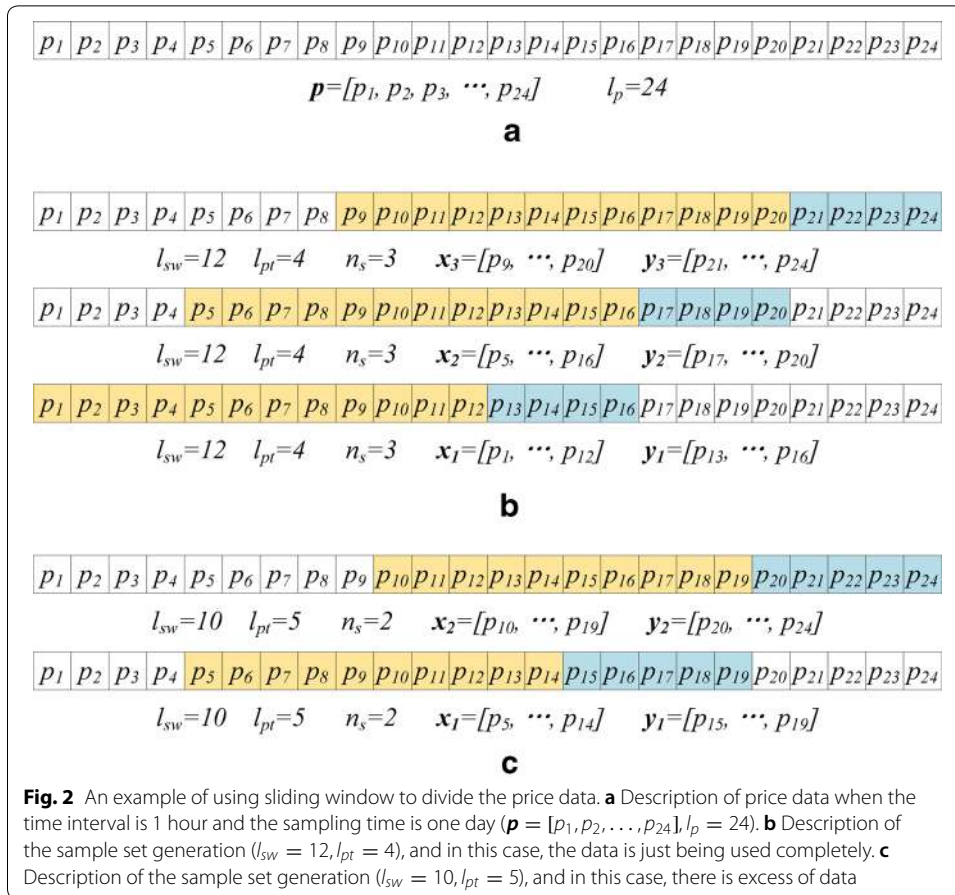 p1 p2 p3 p4 p5 p6 p7 p8 p9 p10 p11 p12 p13 p14 p15 p16 p17 p18 p19 p20 p21 p22 p23 p24
p=[p1, p2, p3, ⋯, p24] lp=24
a
p1 p2 p3 p4 p5 p6 p7 p8 p9 p10 p11 p12 p13 p14 p15 p16 p17 p18 p19 p20 p21 p22 p23 p24
lsw=12 lpt=4 ns=3 x3=[p9, ⋯, p20] y3=[p21, ⋯, p24]
p1 p2 p3 p4 p5 p6 p7 p8 p9 p10 p11 p12 p13 p14 p15 p16 p17 p18 p19 p20 p21 p22 p23 p24
lsw=12 lpt=4 ns=3 x2=[p5, ⋯, p16] y2=[p17, ⋯, p20]
p1 p2 p3 p4 p5 p6 p7 p8 p9 p10 p11 p12 p13 p14 p15 p16 p17 p18 p19 p20 p21 p22 p23 p24
lsw=12 lpt=4 ns=3 x1=[p1, ⋯, p12] y1=[p13, ⋯, p16]
b
p1 p2 p3 p4 p5 p6 p7 p8 p9 p10 p11 p12 p13 p14 p15 p16 p17 p18 p19 p20 p21 p22 p23 p24
lsw=10 lpt=5 ns=2 x2=[p10, ⋯, p19] y2=[p20, ⋯, p24]
p1 p2 p3 p4 p5 p6 p7 p8 p9 p10 p11 p12 p13 p14 p15 p16 p17 p18 p19 p20 p21 p22 p23 p24
lsw=10 lpt=5 ns=2 x1=[p5, ⋯, p14] y1=[p15, ⋯, p19]
c
Fig. 2 An example of using sliding window to divide the price data. a Description of price data when the
time interval is 1 hour and the sampling time is one day (p = [p1, p2, . . . , p24], lp = 24). b Description of
the sample set generation (lsw = 12, lpt = 4), and in this case, the data is just being used completely. c
Description of the sample set generation (lsw = 10, lpt = 5), and in this case, there is excess of data